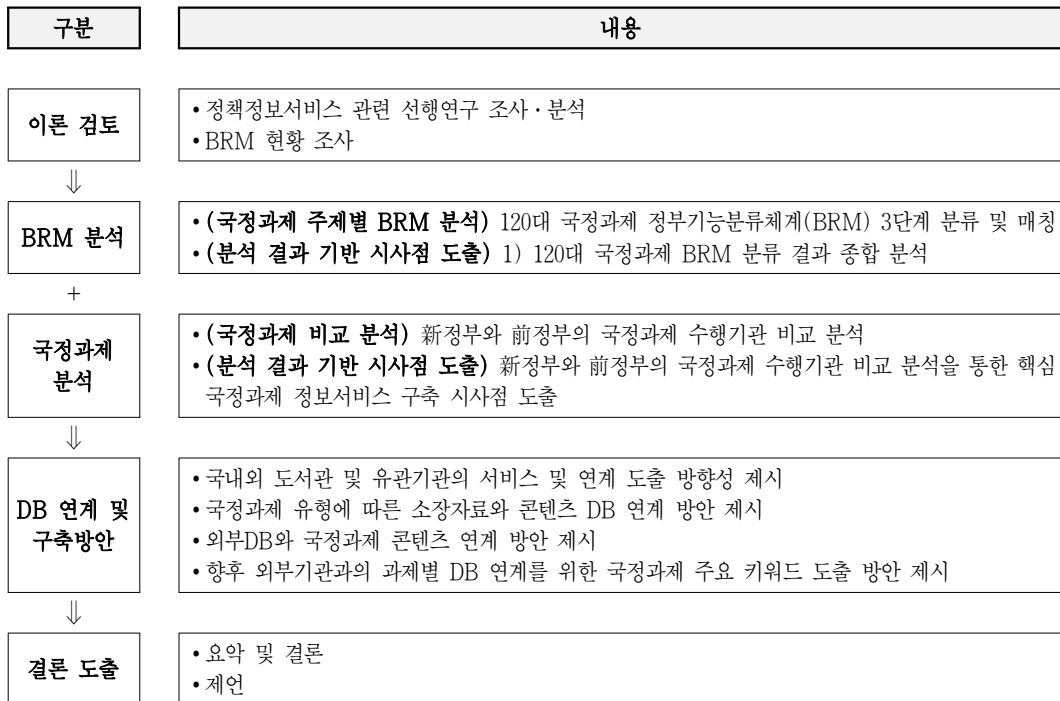 구분
내용
이론 검토
• 정책정보서비스 관련 선행연구 조사·분석
• BRM 현황 조사
⇓
BRM 분석
• (국정과제 주제별 BRM 분석) 120대 국정과제 정부기능분류체계(BRM) 3단계 분류 및 매칭
• (분석 결과 기반 시사점 도출) 1) 120대 국정과제 BRM 분류 결과 종합 분석
+
국정과제
분석
• (국정과제 비교 분석) 新정부와 前정부의 국정과제 수행기관 비교 분석
• (분석 결과 기반 시사점 도출) 新정부와 前정부의 국정과제 수행기관 비교 분석을 통한 핵심
국정과제 정보서비스 구축 시사점 도출
⇓
DB 연계 및
구축방안
• 국내외 도서관 및 유관기관의 서비스 및 연계 도출 방향성 제시
• 국정과제 유형에 따른 소장자료와 콘텐츠 DB 연계 방안 제시
• 외부DB와 국정과제 콘텐츠 연계 방안 제시
• 향후 외부기관과의 과제별 DB 연계를 위한 국정과제 주요 키워드 도출 방안 제시
⇓
결론 도출
• 요약 및 결론
• 제언